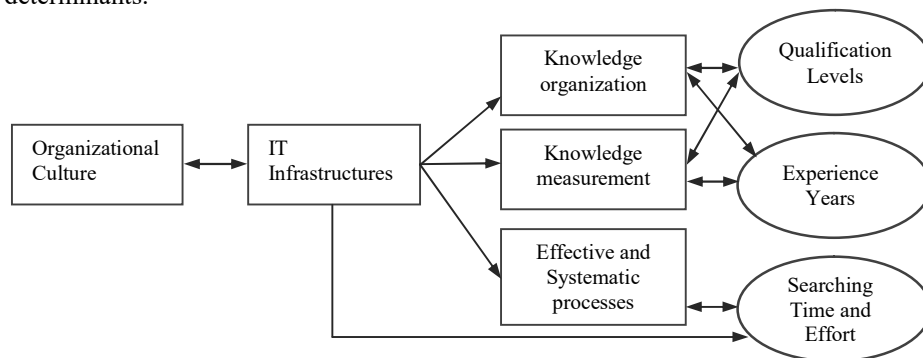 determinants.
Knowledge
organization
Qualification
Levels
Organizational
Culture
IT
Infrastructures
Knowledge
measurement
Experience
Years
Effective and
Systematic
processes
Searching
Time and
Effort